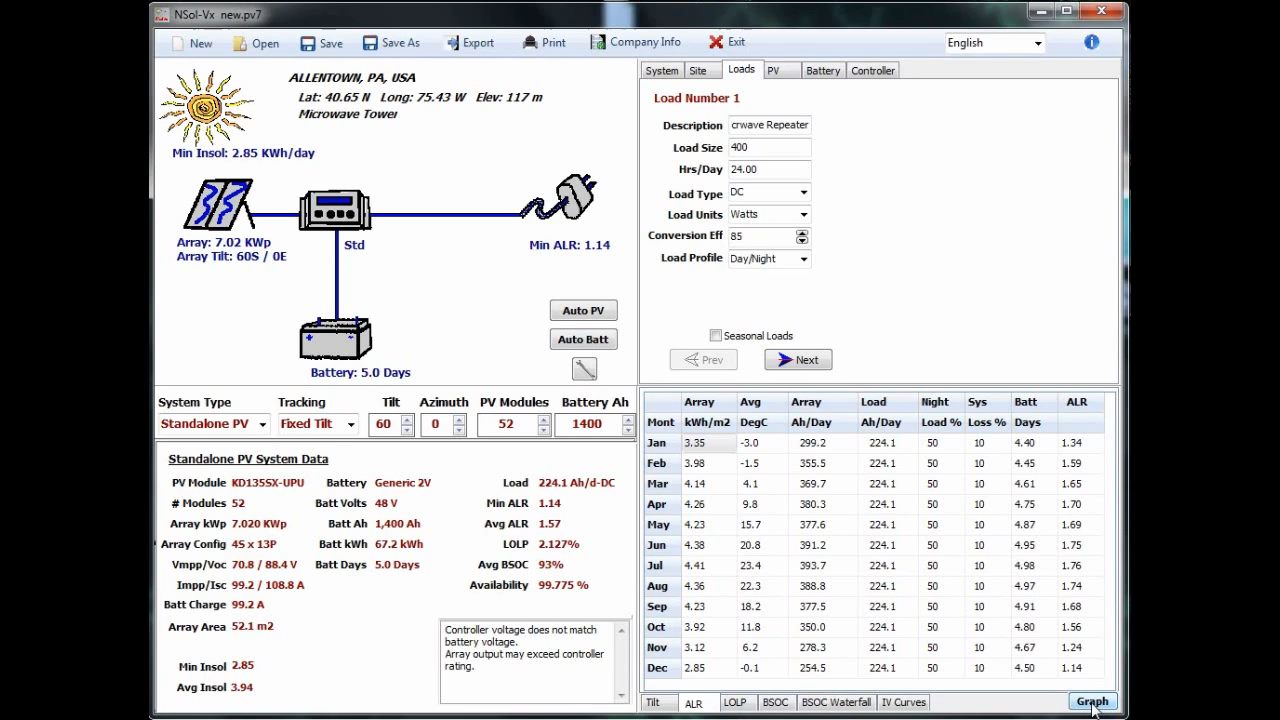 NSol-Vx new.pv7
New Open Save Save As Export Print Company Info Exit English
ALLENTOWN, PA, USA
Lat: 40.65 N Long: 75.43 W Elev: 117 m
Microwave Tower
Min Insol: 2.85 KWh/day
Array: 7.02 KWp
Array Tilt: 60S / 0E
Std
Min ALR: 1.14
Auto PV
Auto Batt
Battery: 5.0 Days
System Site Loads PV Battery Controller
Load Number 1
Description crwave Repeater
Load Size 400
Hrs/Day 24.00
Load Type DC
Load Units Watts
Conversion Eff 85
Load Profile Day/Night
Seasonal Loads
Prev Next
System Type Tracking Tilt Azimuth PV Modules Battery Ah
Standalone PV Fixed Tilt 60 0 52 1400
Standalone PV System Data
PV Module KD135SX-UPU Battery Generic 2V Load 224.1 Ah/d-DC
# Modules 52 Batt Volts 48 V Min ALR 1.14
Array kWp 7.020 KWp Batt Ah 1,400 Ah Avg ALR 1.57
Array Config 4S x 13P Batt kWh 67.2 kWh LOLP 2.127%
Vmpp/Voc 70.8 / 88.4 V Batt Days 5.0 Days Avg BSOC 93%
Impp/Isc 99.2 / 108.8 A Availability 99.775 %
Batt Charge 99.2 A
Array Area 52.1 m2
Min Insol 2.85
Avg Insol 3.94
Controller voltage does not match
battery voltage.
Array output may exceed controller
rating.
Array Avg Array Load Night Sys Batt ALR
Mont kWh/m2 DegC Ah/Day Ah/Day Load % Loss % Days
Jan 3.35 -3.0 299.2 224.1 50 10 4.40 1.34
Feb 3.98 -1.5 355.5 224.1 50 10 4.45 1.59
Mar 4.14 4.1 369.7 224.1 50 10 4.61 1.65
Apr 4.26 9.8 380.3 224.1 50 10 4.75 1.70
May 4.23 15.7 377.6 224.1 50 10 4.87 1.69
Jun 4.38 20.8 391.2 224.1 50 10 4.95 1.75
Jul 4.41 23.4 393.7 224.1 50 10 4.98 1.76
Aug 4.36 22.3 388.8 224.1 50 10 4.97 1.74
Sep 4.23 18.2 377.5 224.1 50 10 4.91 1.68
Oct 3.92 11.8 350.0 224.1 50 10 4.80 1.56
Nov 3.12 6.2 278.3 224.1 50 10 4.67 1.24
Dec 2.85 -0.1 254.5 224.1 50 10 4.50 1.14
Tilt ALR LOLP BSOC BSOC Waterfall IV Curves Graph